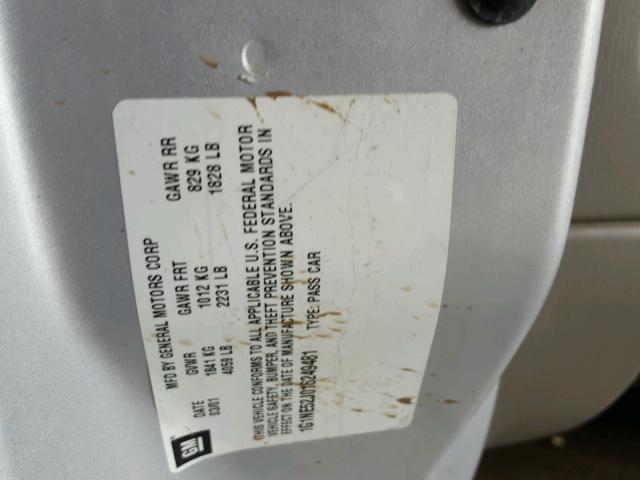 GM
MFD BY GENERAL MOTORS CORP
DATE GVWR GAWR FRT GAWR RR
03/01 1841 KG 1012 KG 829 KG
4059 LB 2231 LB 1828 LB
THIS VEHICLE CONFORMS TO ALL APPLICABLE U.S. FEDERAL MOTOR
VEHICLE SAFETY, BUMPER, AND THEFT PREVENTION STANDARDS IN
EFFECT ON THE DATE OF MANUFACTURE SHOWN ABOVE.
1G1NE52J016249481 TYPE: PASS CAR